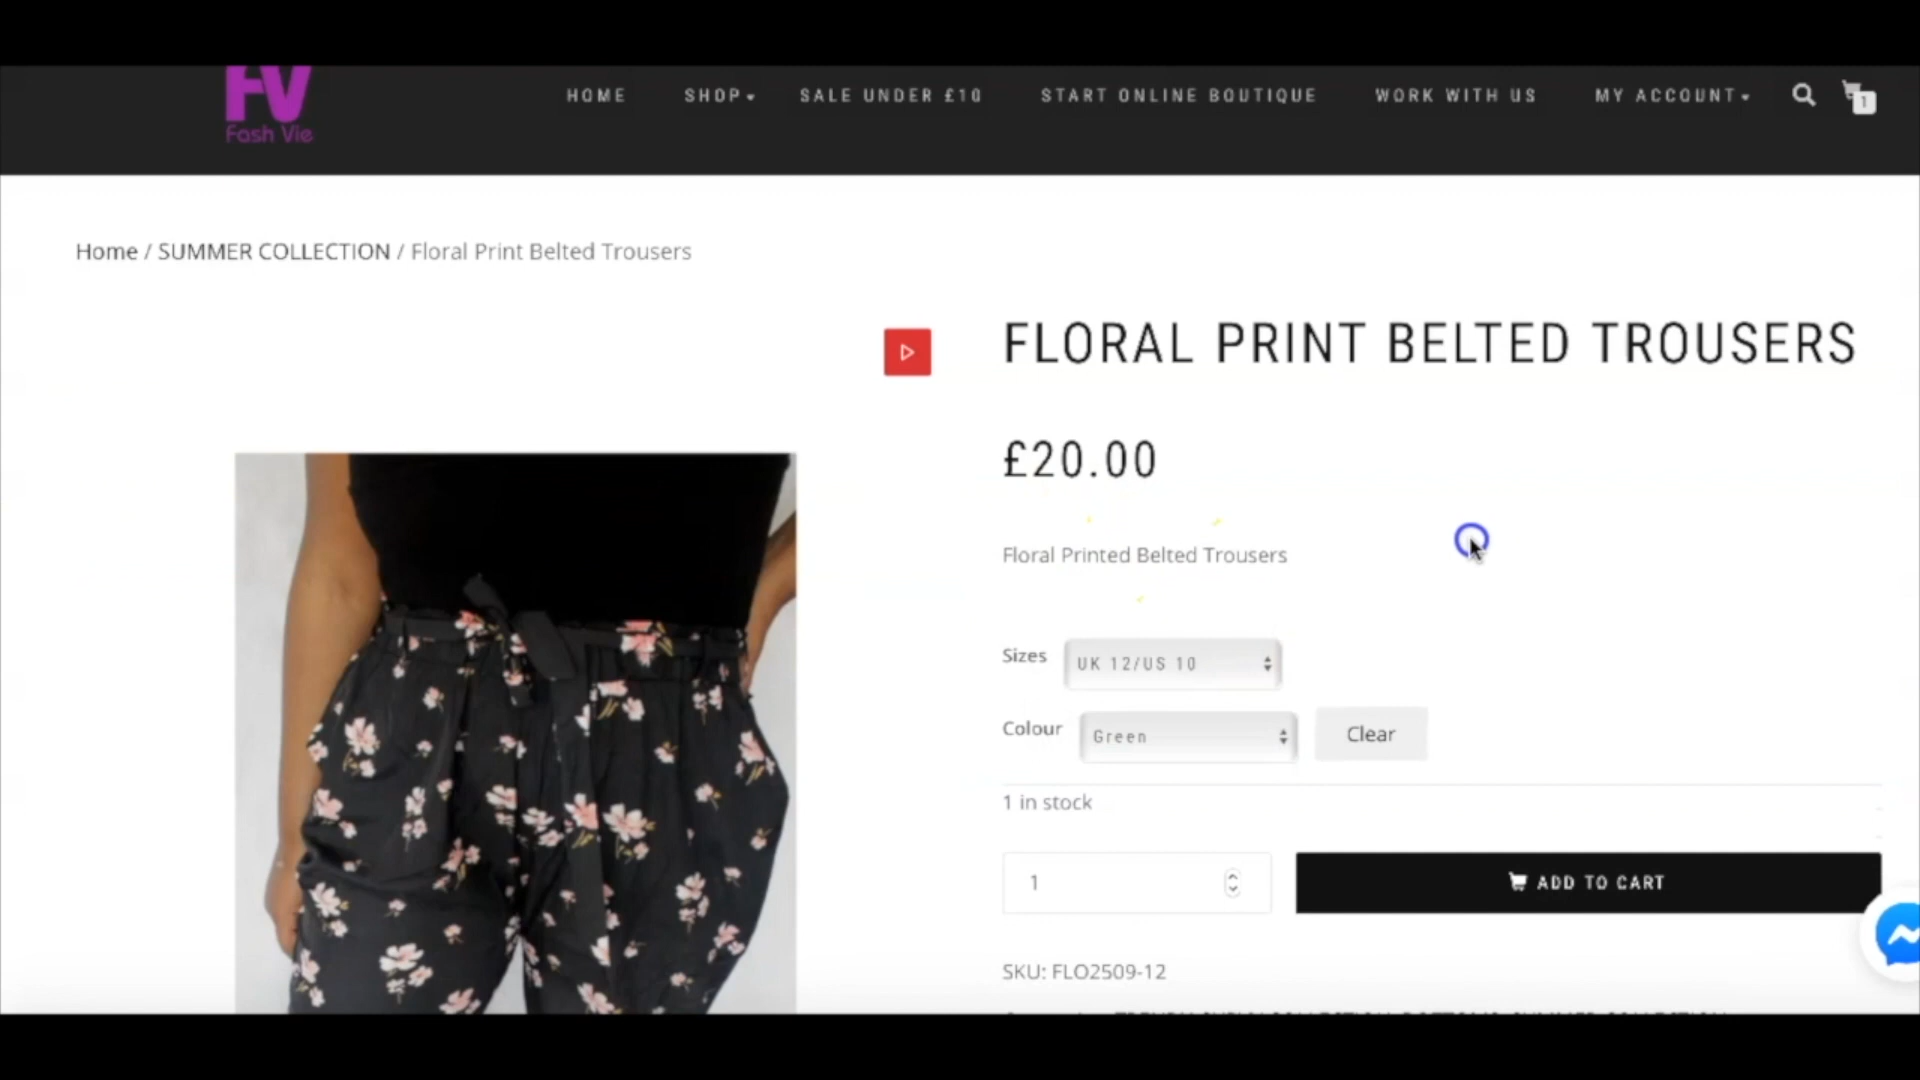 FV
Fash Vie
HOME SHOP SALE UNDER £10 START ONLINE BOUTIQUE WORK WITH US MY ACCOUNT 1
Home / SUMMER COLLECTION / Floral Print Belted Trousers
FLORAL PRINT BELTED TROUSERS
£20.00
Floral Printed Belted Trousers
Sizes UK 12/US 10
Colour Green Clear
1 in stock
1 ADD TO CART
SKU: FLO2509-12